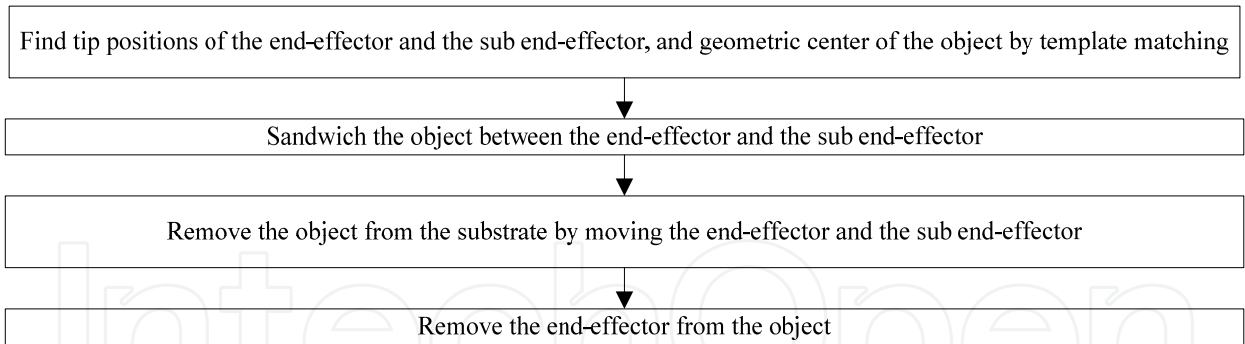 Find tip positions of the end-effector and the sub end-effector, and geometric center of the object by template matching
Sandwich the object between the end-effector and the sub end-effector
Remove the object from the substrate by moving the end-effector and the sub end-effector
IntechOpen
Remove the end-effector from the object